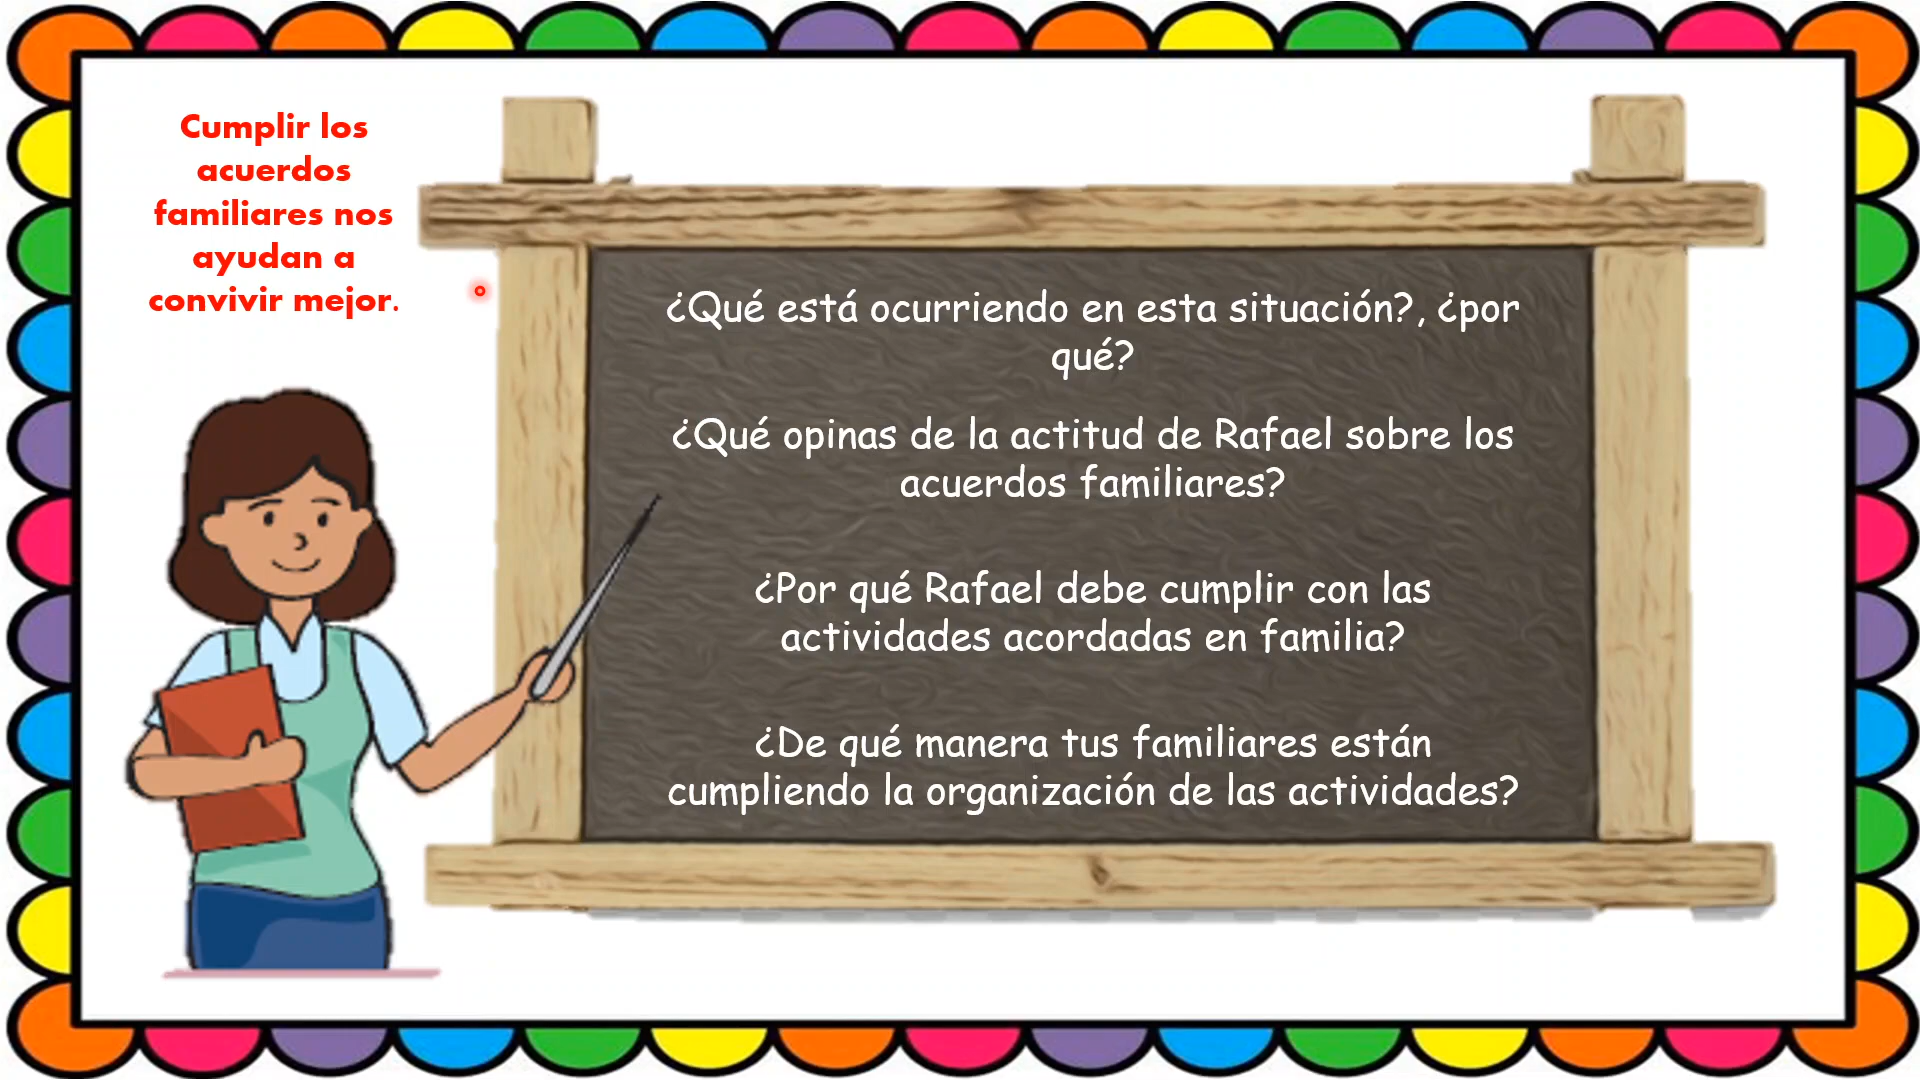 Cumplir los
acuerdos
familiares nos
ayudan a
convivir mejor.
¿Qué está ocurriendo en esta situación?, ¿por
qué?
¿Qué opinas de la actitud de Rafael sobre los
acuerdos familiares?
¿Por qué Rafael debe cumplir con las
actividades acordadas en familia?
¿De qué manera tus familiares están
cumpliendo la organización de las actividades?